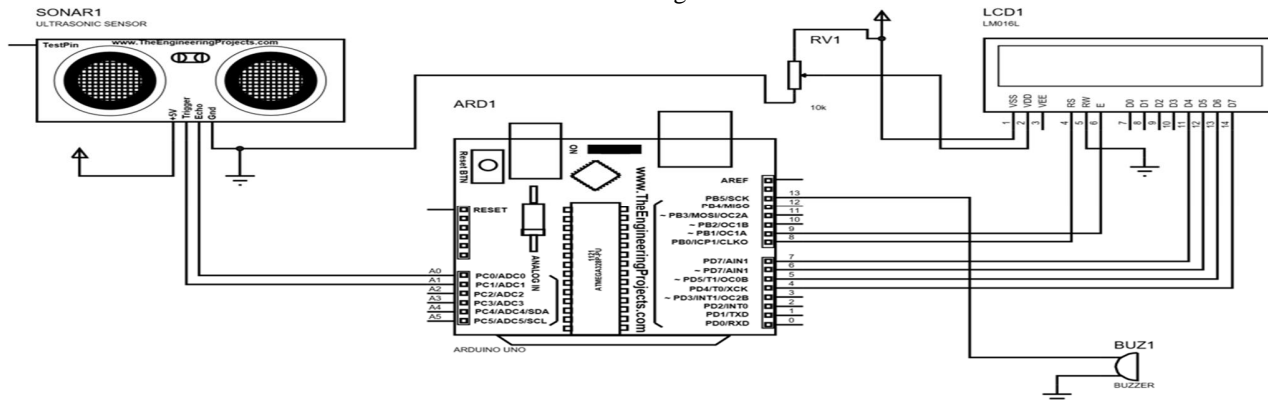 SONAR1
ULTRASONIC SENSOR
TestPin
www.TheEngineeringProjects.com
+5V
Trigger
Echo
Gnd
RV1
10k
LCD1
LM016L
VSS
VDD
VEE
RS
RW
E
D0
D1
D2
D3
D4
D5
D6
D7
1
2
3
4
5
6
7
8
9
10
11
12
13
14
ARD1
Reset BTN
ON
www.TheEngineeringProjects.com
ANALOG IN
1121
ATMEGA328P-PU
RESET
A0
A1
A2
A3
A4
A5
PC0/ADC0
PC1/ADC1
PC2/ADC2
PC3/ADC3
PC4/ADC4/SDA
PC5/ADC5/SCL
AREF
PB5/SCK 13
PB4/MISO 12
~ PB3/MOSI/OC2A 11
~ PB2/OC1B 10
~ PB1/OC1A 9
PB0/ICP1/CLKO 8
PD7/AIN1 7
~ PD7/AIN1 6
~ PD5/T1/OC0B 5
PD4/T0/XCK 4
~ PD3/INT1/OC2B 3
PD2/INT0 2
PD1/TXD 1
PD0/RXD 0
ARDUINO UNO
BUZ1
BUZZER